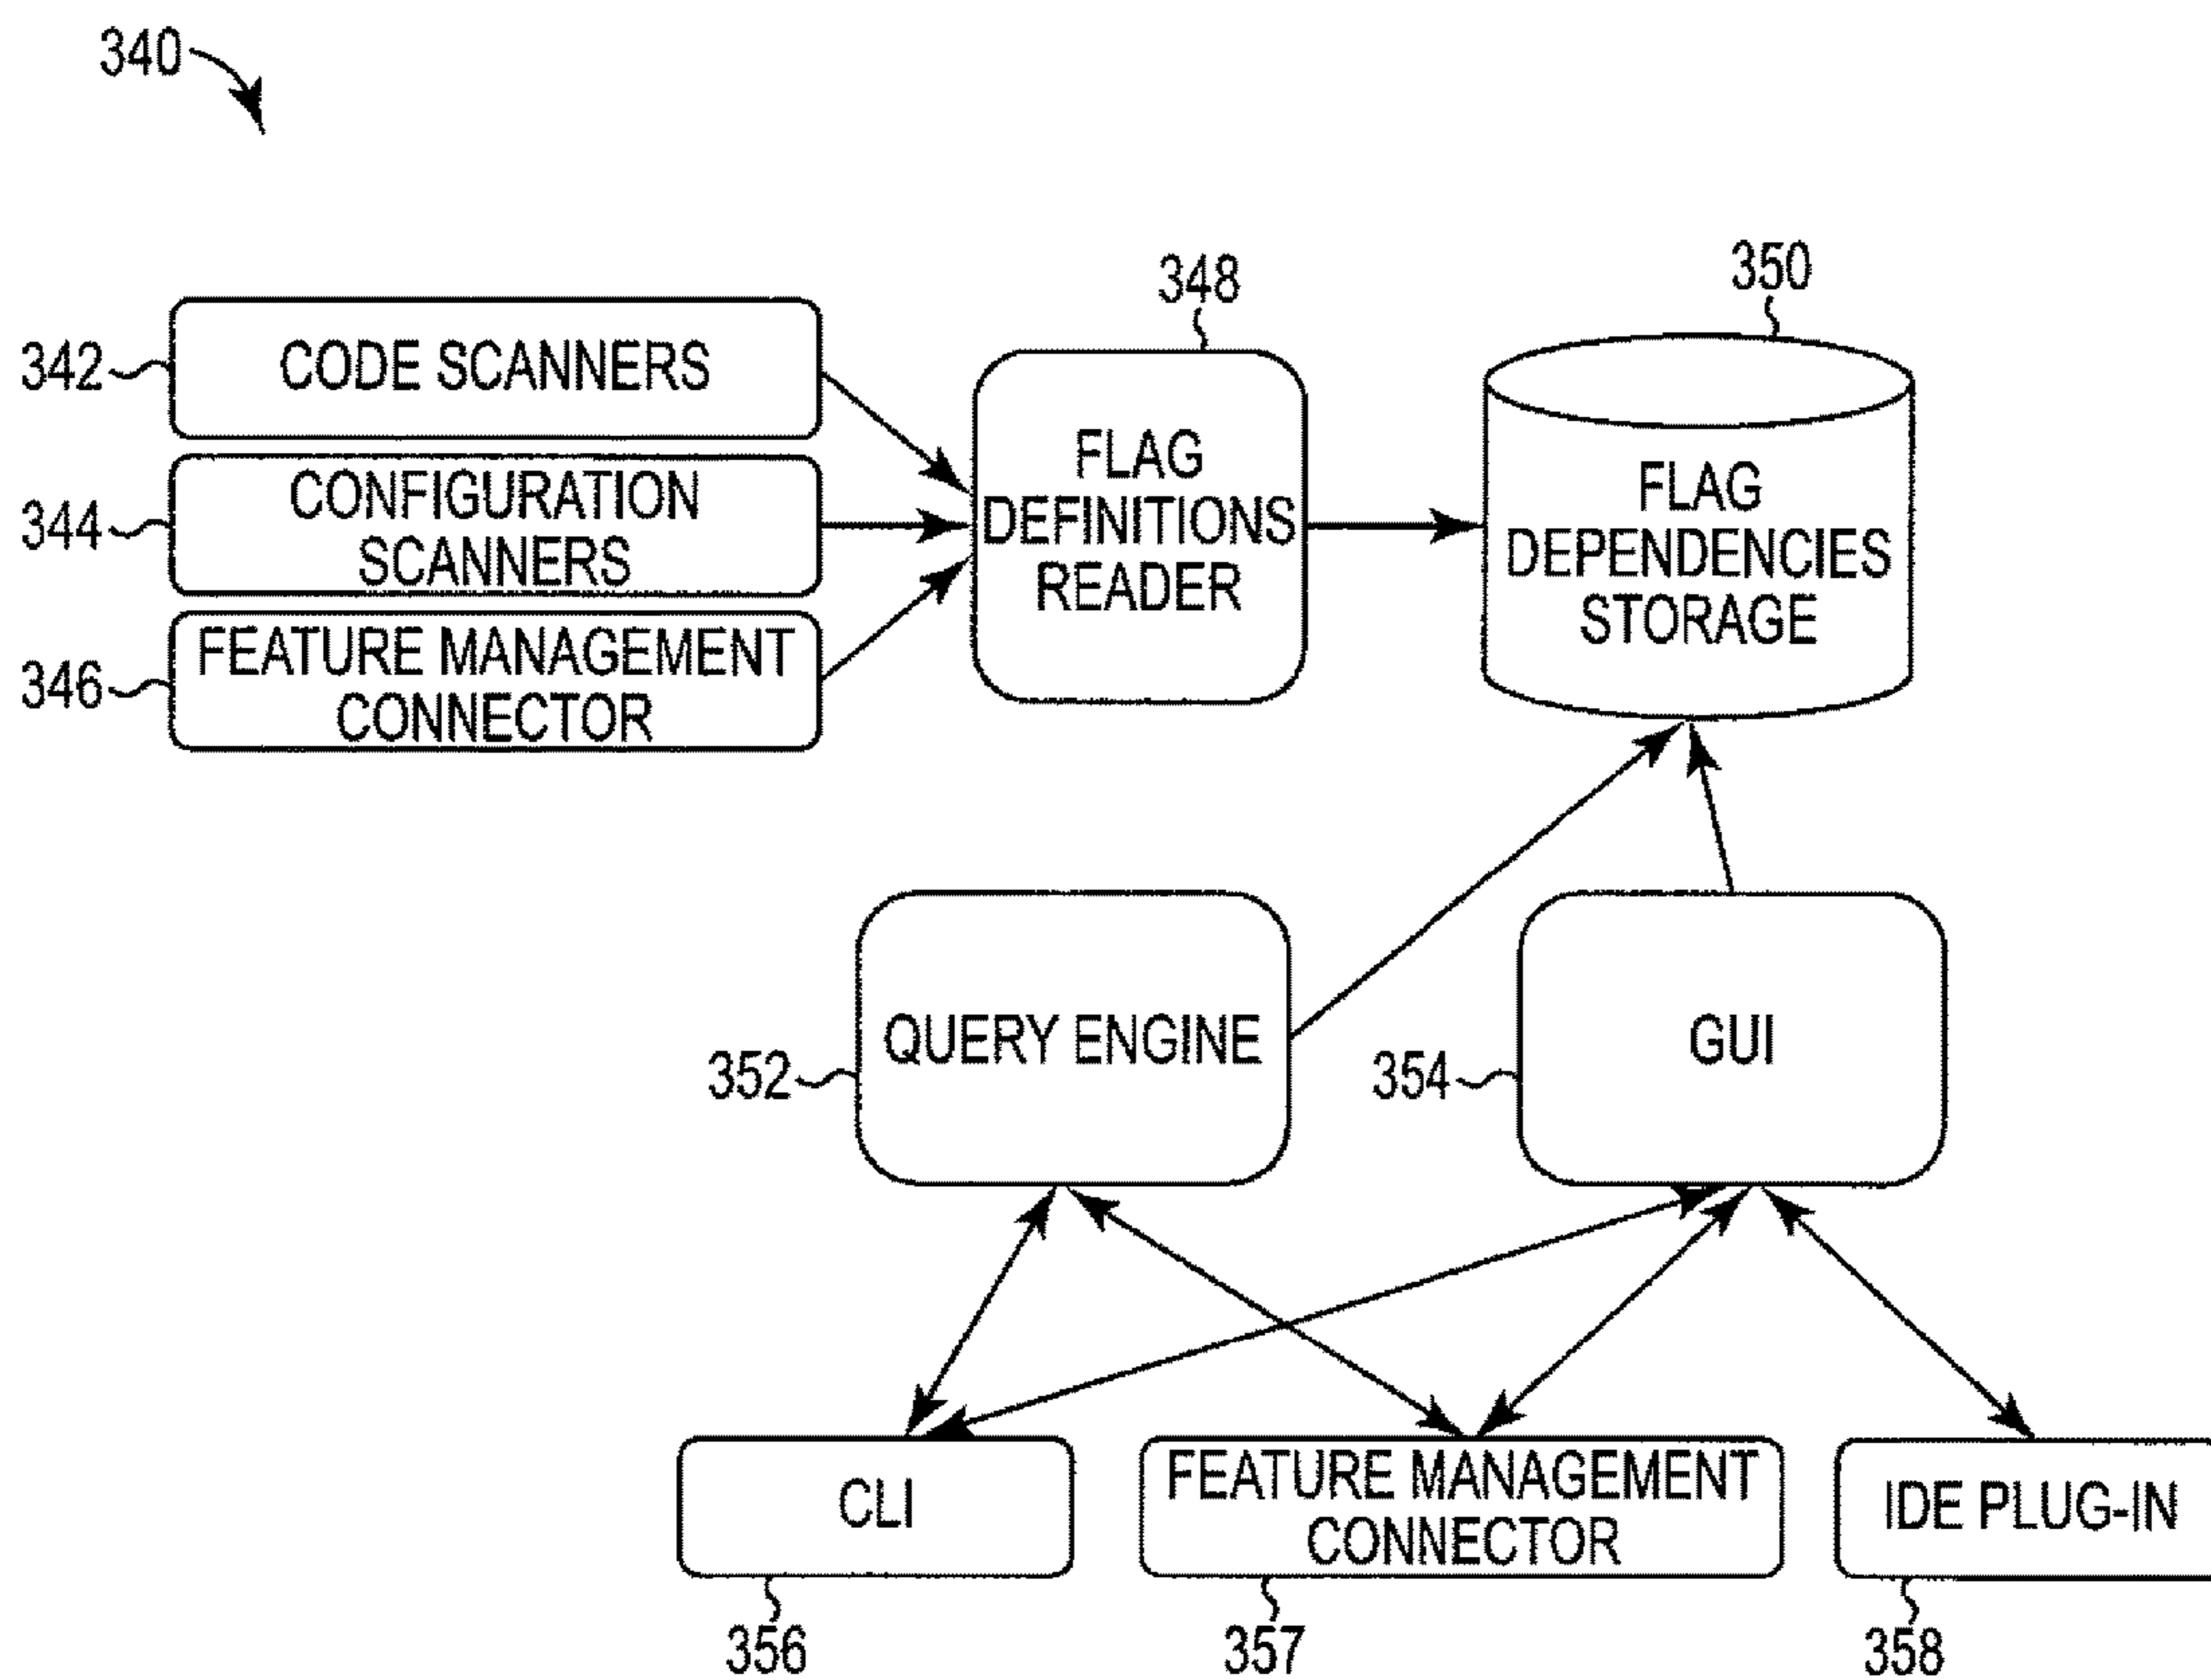 340
348
350
342
CODE SCANNERS
344
CONFIGURATION
SCANNERS
346
FEATURE MANAGEMENT
CONNECTOR
FLAG
DEFINITIONS
READER
FLAG
DEPENDENCIES
STORAGE
352
QUERY ENGINE
354
GUI
CLI
FEATURE MANAGEMENT
CONNECTOR
IDE PLUG-IN
356
357
358